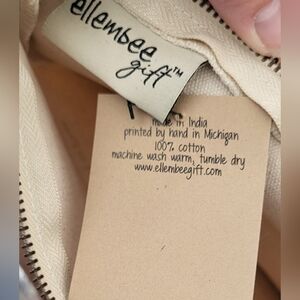 ellembee
gift™
made in India
printed by hand in Michigan
100% cotton
machine wash warm, tumble dry
www.ellembeegift.com